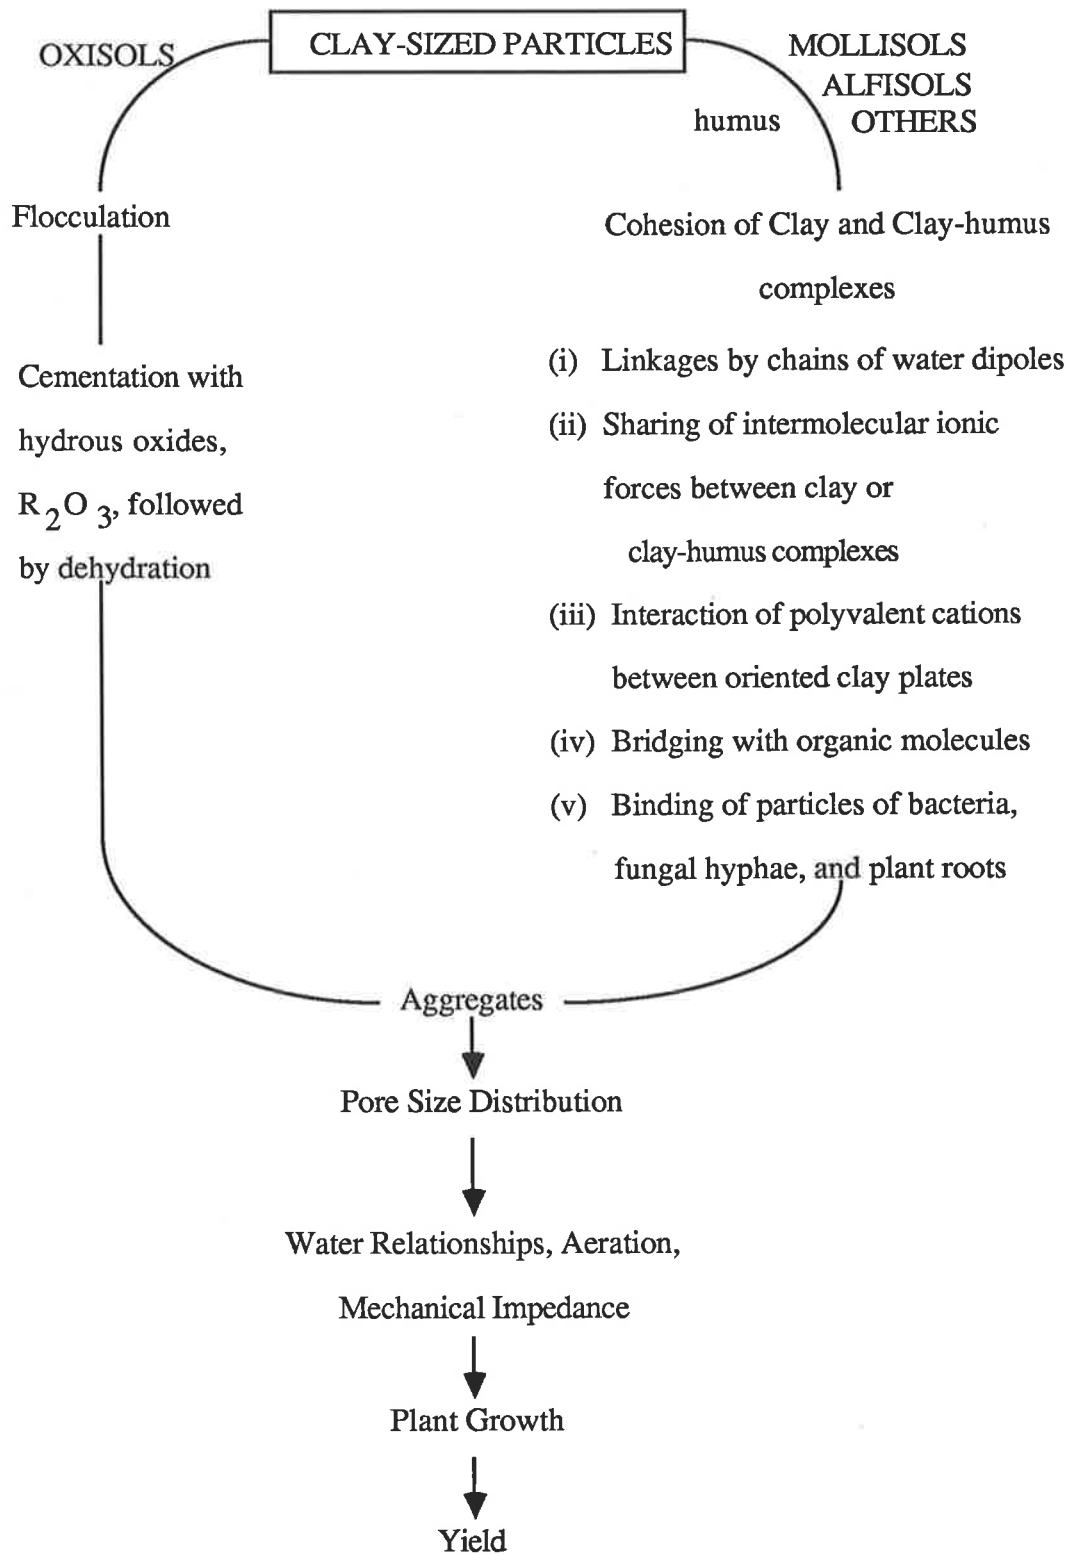 OXISOLS
CLAY-SIZED PARTICLES
MOLLISOLS
ALFISOLS
humus
OTHERS
Flocculation
Cementation with
hydrous oxides,
R2O 3, followed
by dehydration
Cohesion of Clay and Clay-humus
complexes
(i) Linkages by chains of water dipoles
(ii) Sharing of intermolecular ionic
forces between clay or
clay-humus complexes
(iii) Interaction of polyvalent cations
between oriented clay plates
(iv) Bridging with organic molecules
(v) Binding of particles of bacteria,
fungal hyphae, and plant roots
Aggregates
Pore Size Distribution
Water Relationships, Aeration,
Mechanical Impedance
Plant Growth
Yield